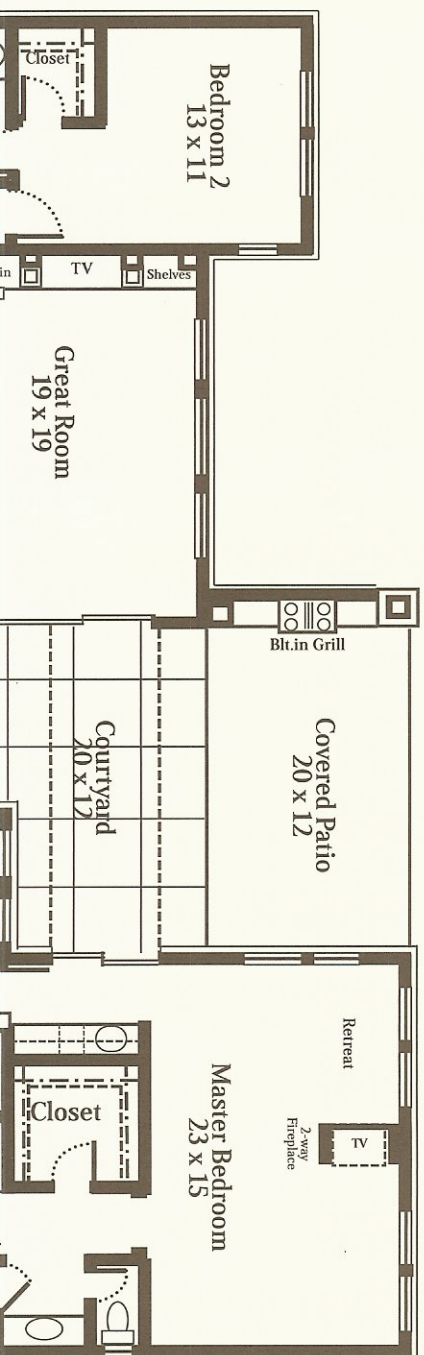 Closet
Bedroom 2
13 x 11
in
TV
Shelves
Great Room
19 x 19
Blt.in Grill
Courtyard
20 x 12
Covered Patio
20 x 12
Retreat
Closet
Master Bedroom
23 x 15
2-way
Fireplace
TV